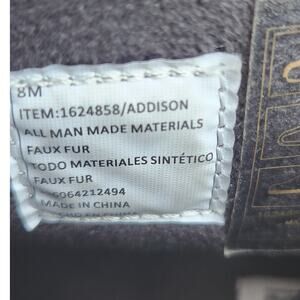 8M
ITEM:1624858/ADDISON
ALL MAN MADE MATERIALS
FAUX FUR
TODO MATERIALES SINTÉTICO
FAUX FUR
6064212494
MADE IN CHINA